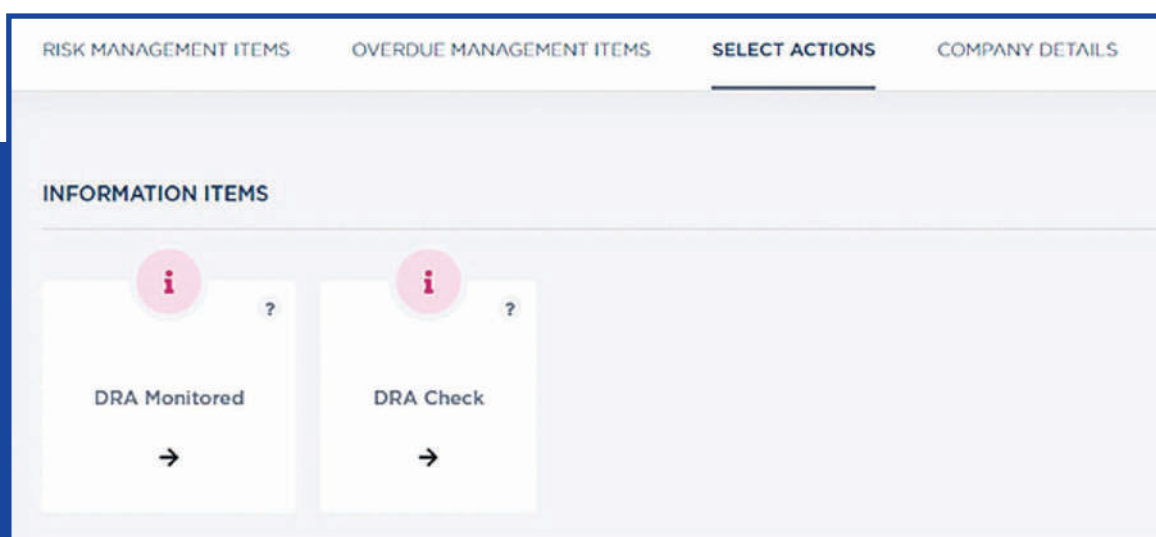 RISK MANAGEMENT ITEMS OVERDUE MANAGEMENT ITEMS SELECT ACTIONS COMPANY DETAILS
INFORMATION ITEMS
i i
? ?
DRA Monitored DRA Check